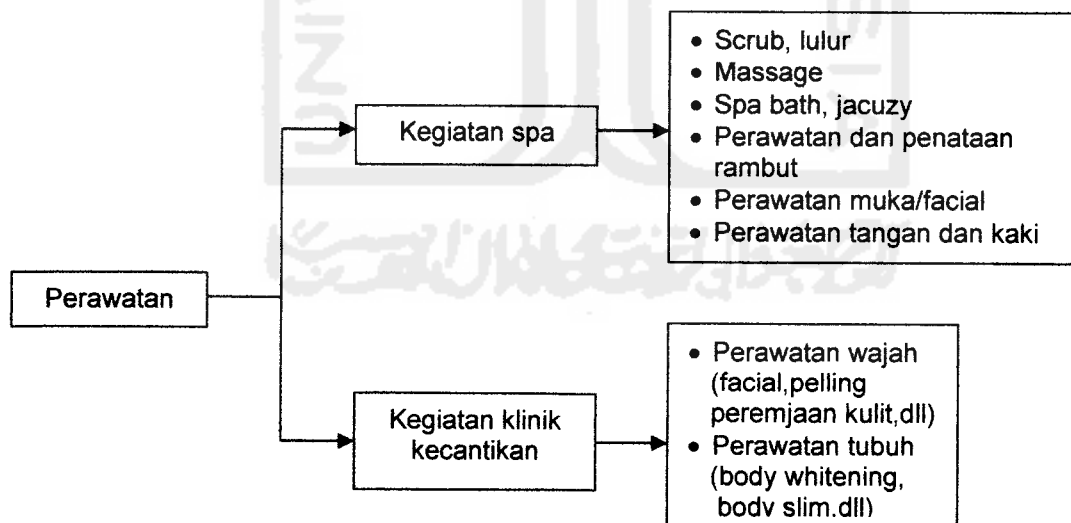 • Scrub, lulur
• Massage
• Spa bath, jacuzy
• Perawatan dan penataan
rambut
• Perawatan muka/facial
• Perawatan tangan dan kaki
Kegiatan spa
Perawatan
Kegiatan klinik
kecantikan
• Perawatan wajah
(facial,pelling
peremjaan kulit,dll)
• Perawatan tubuh
(body whitening,
body slim,dll)